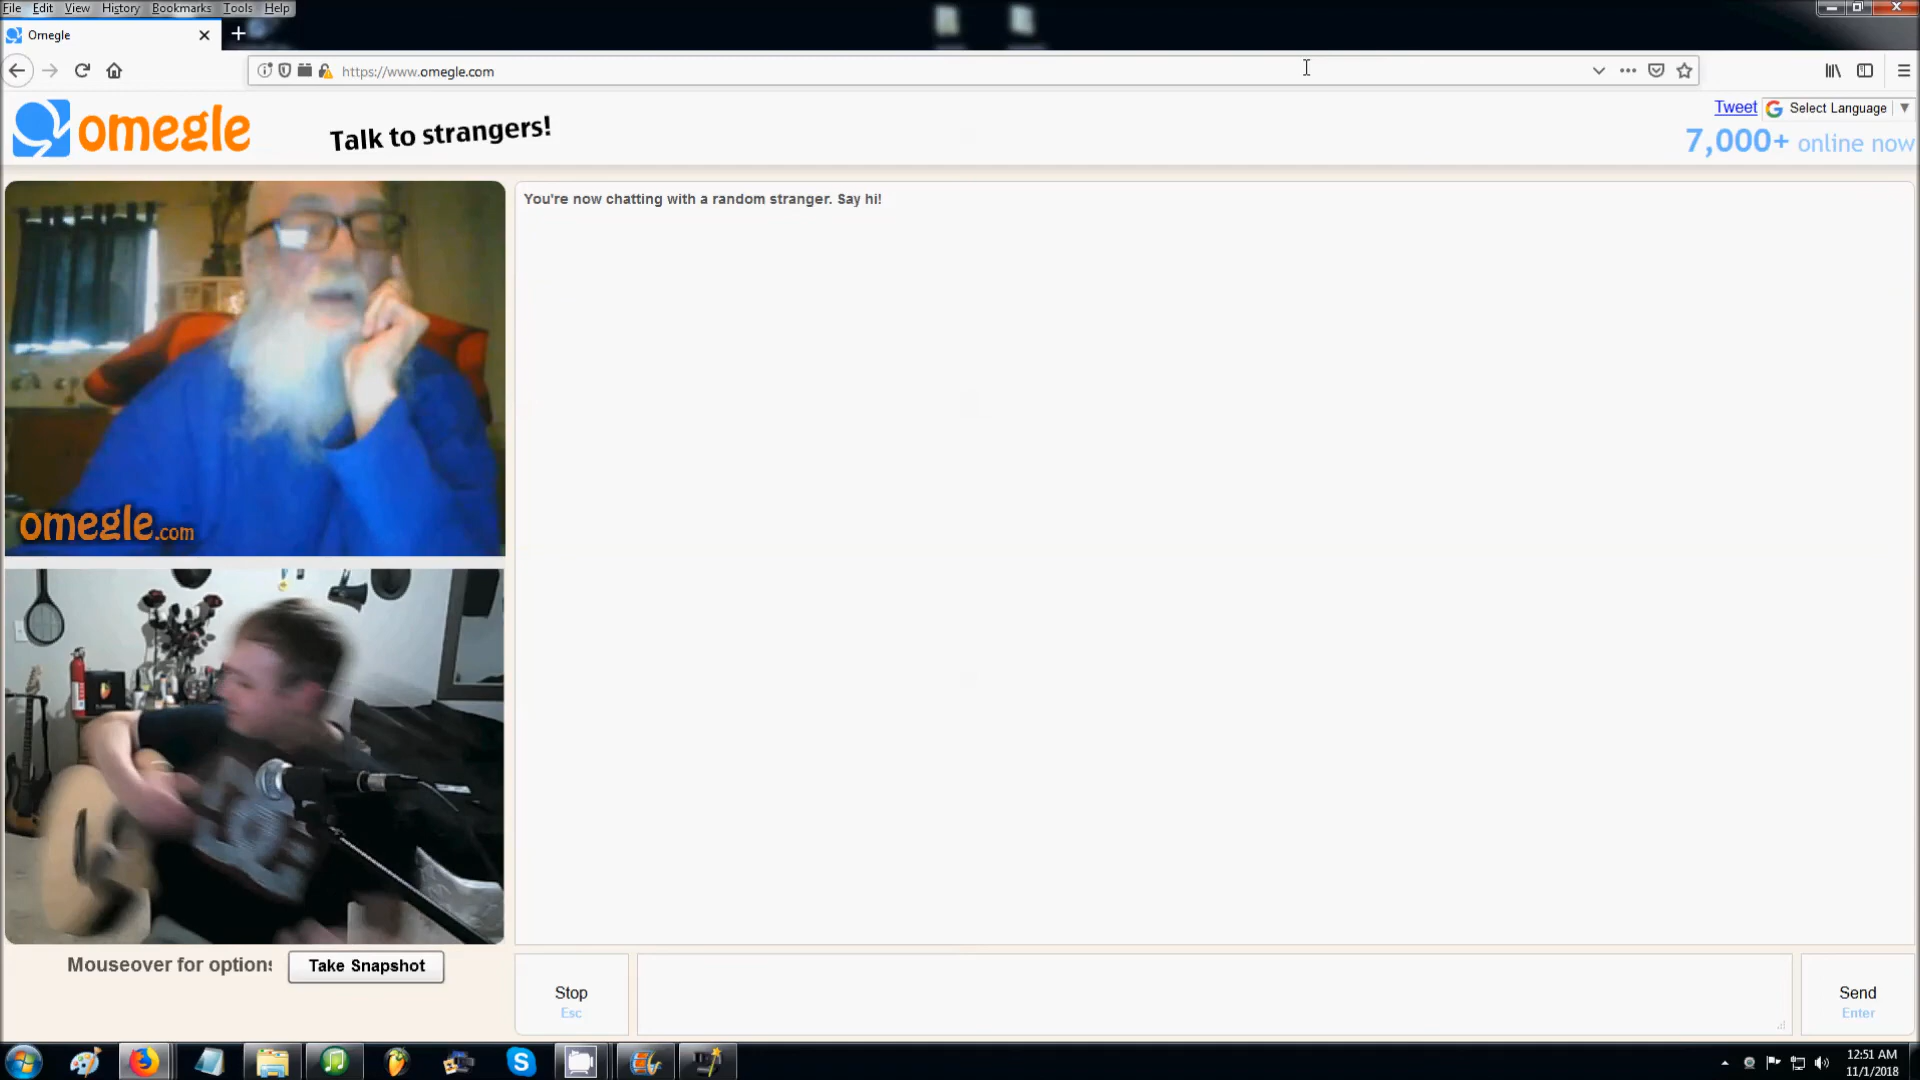 File Edit View History Bookmarks Tools Help
Omegle
https://www.omegle.com
omegle
Talk to strangers!
Tweet
Select Language
7,000+ online now
You're now chatting with a random stranger. Say hi!
omegle.com
Mouseover for options
Take Snapshot
Stop
Esc
Send
Enter
12:51 AM
11/1/2018